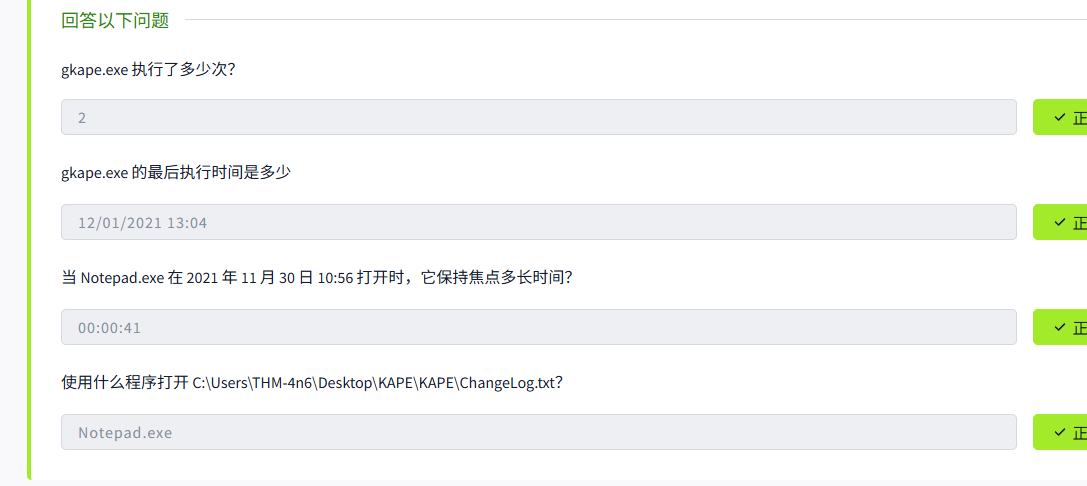 回答以下问题
gkape.exe 执行了多少次?
2
✓ 正
gkape.exe 的最后执行时间是多少
12/01/2021 13:04
✓ 正
当 Notepad.exe 在 2021 年 11 月 30 日 10:56 打开时，它保持焦点多长时间?
00:00:41
✓ 正
使用什么程序打开 C:\Users\THM-4n6\Desktop\KAPE\KAPE\ChangeLog.txt?
Notepad.exe
✓ 正